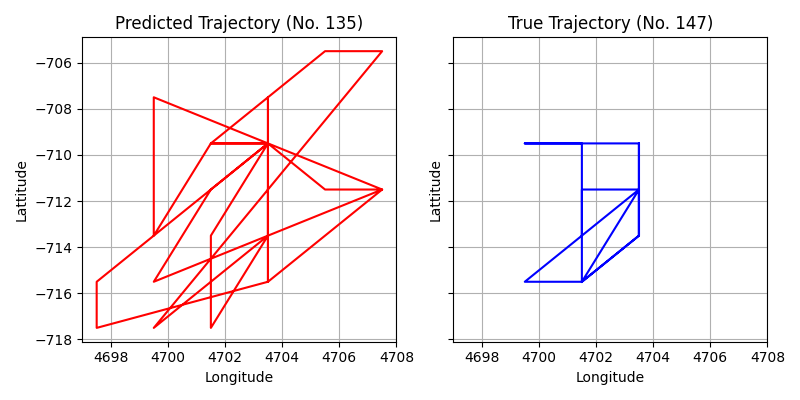 Predicted Trajectory (No. 135)
True Trajectory (No. 147)
−706
−708
−710
−712
−714
−716
−718
Lattitude
Lattitude
4698 4700 4702 4704 4706 4708
4698 4700 4702 4704 4706 4708
Longitude
Longitude